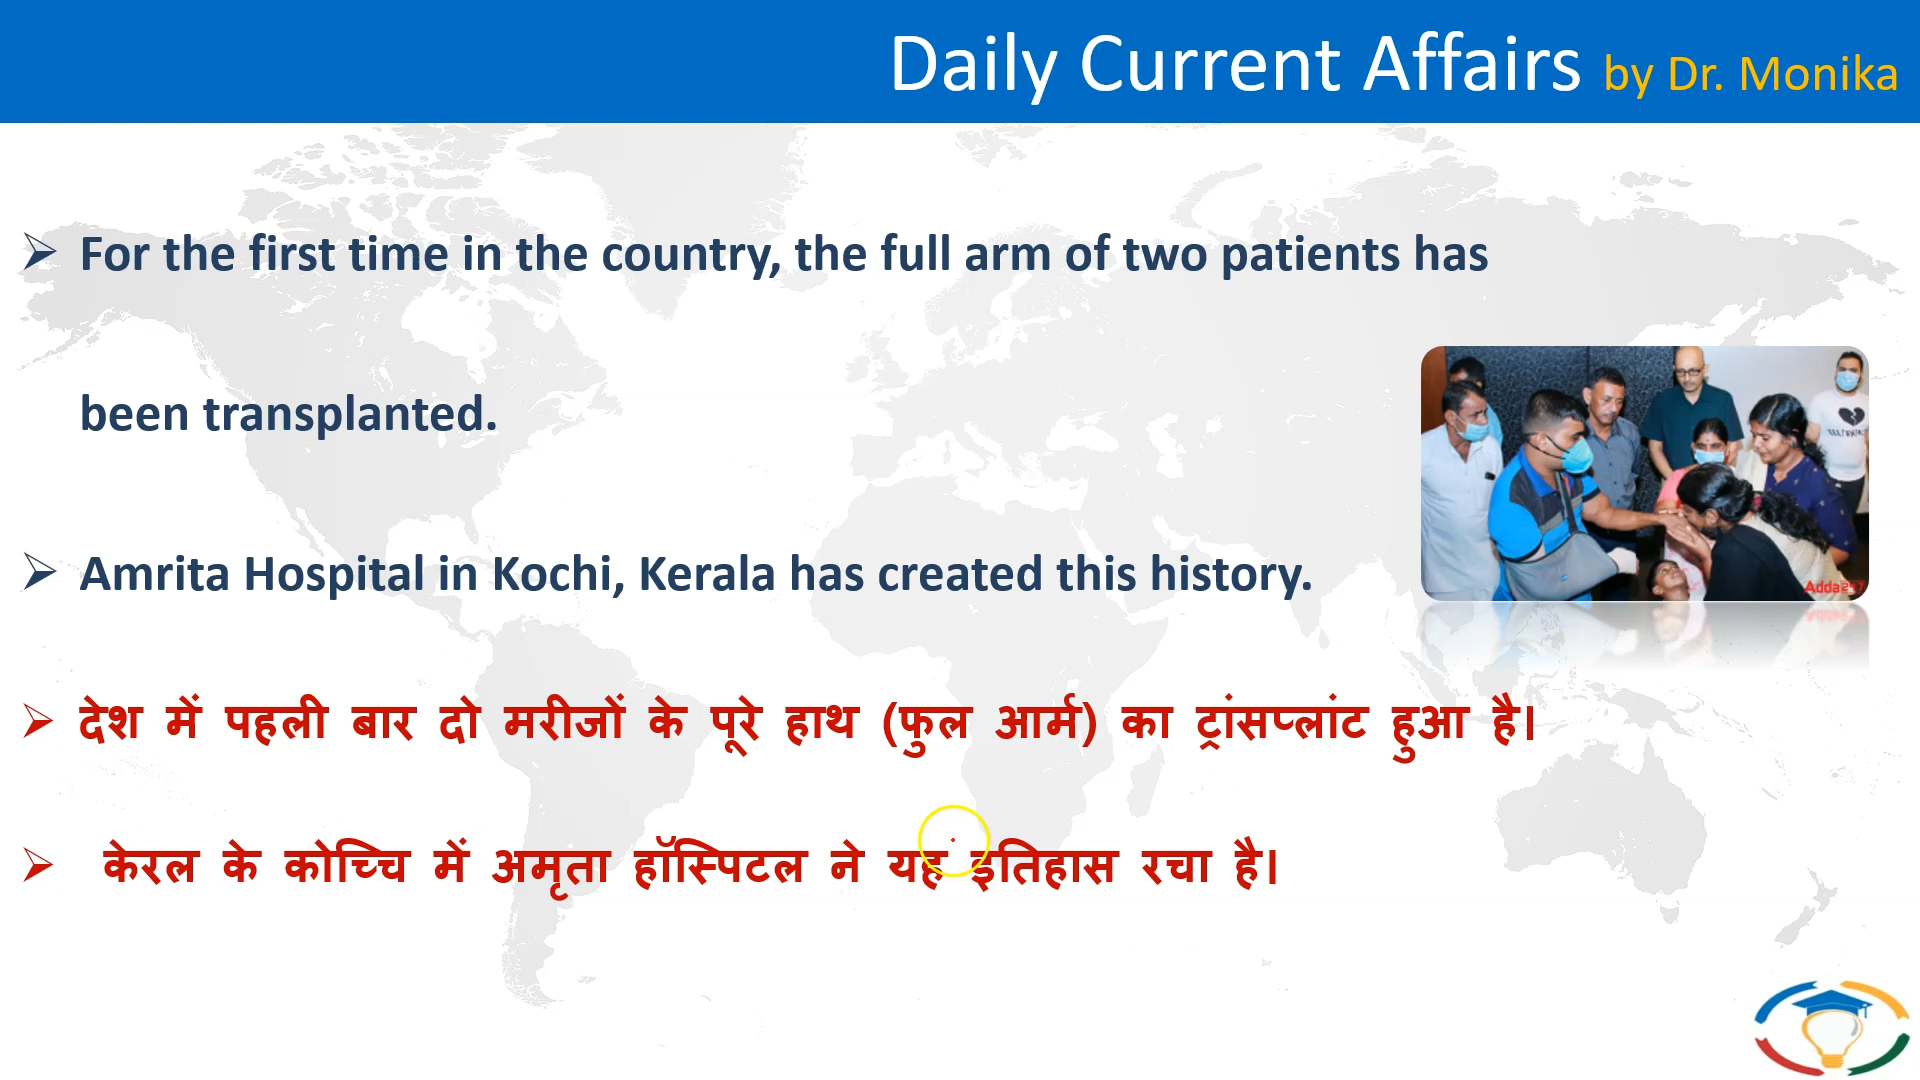 Daily Current Affairs by Dr. Monika
➢ For the first time in the country, the full arm of two patients has
been transplanted.
➢ Amrita Hospital in Kochi, Kerala has created this history.
Adda247
➢ देश में पहली बार दो मरीजों के पूरे हाथ (फुल आर्म) का ट्रांसप्लांट हुआ है।
➢ केरल के कोच्चि में अमृता हॉस्पिटल ने यह इतिहास रचा है।